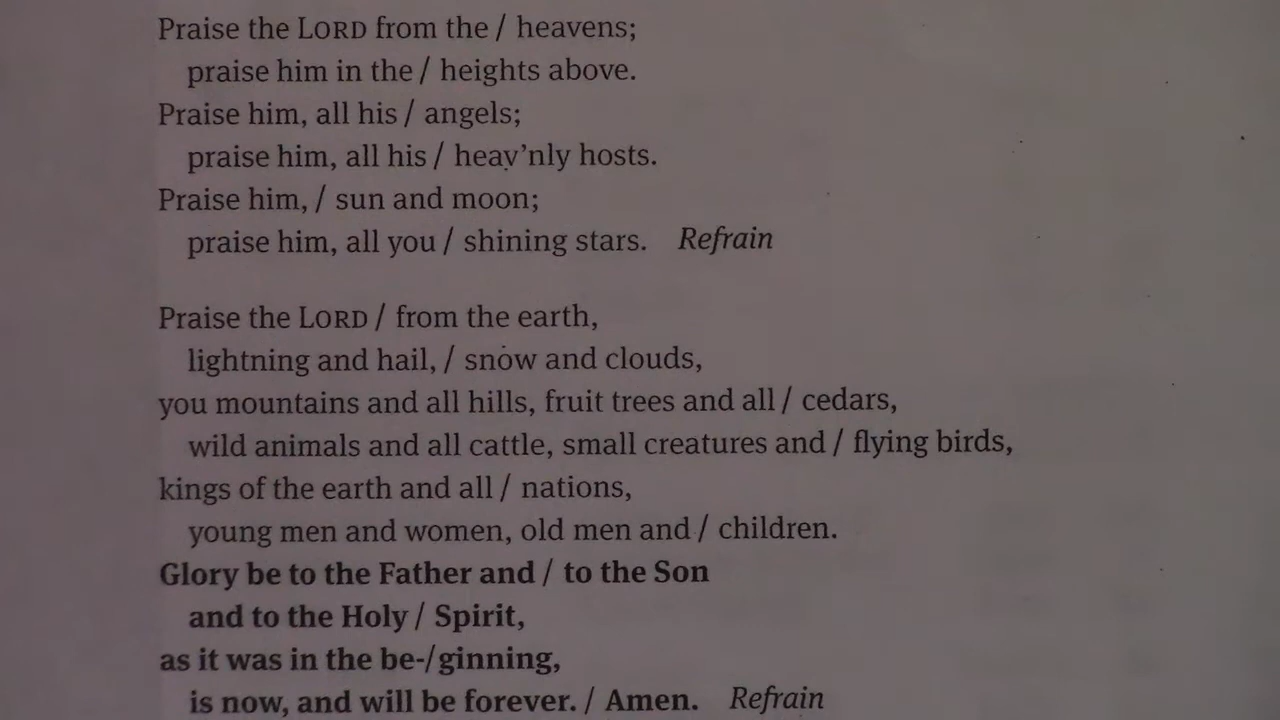 Praise the LORD from the / heavens;
praise him in the / heights above.
Praise him, all his / angels;
praise him, all his / heav’nly hosts.
Praise him, / sun and moon;
praise him, all you / shining stars. Refrain
Praise the LORD / from the earth,
lightning and hail, / snow and clouds,
you mountains and all hills, fruit trees and all / cedars,
wild animals and all cattle, small creatures and / flying birds,
kings of the earth and all / nations,
young men and women, old men and / children.
Glory be to the Father and / to the Son
and to the Holy / Spirit,
as it was in the be-/ginning,
is now, and will be forever. / Amen. Refrain